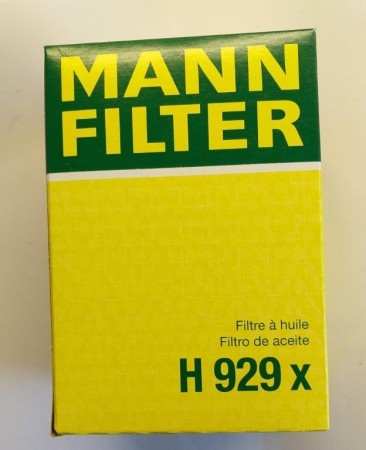 MANN
FILTER
Filtre à huile
Filtro de aceite
H 929 x